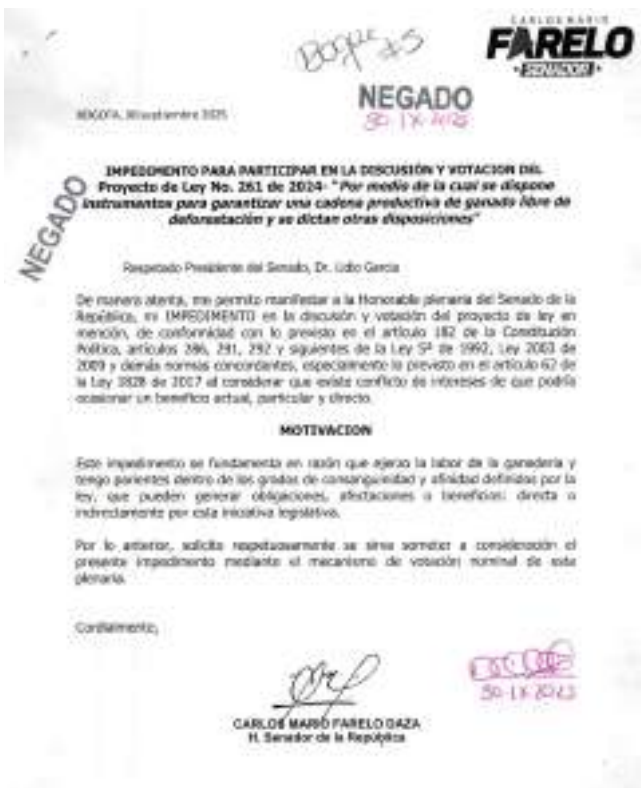 CARLOS MARIO
FARELO
SENADOR
NEGADO
30 IX 2025
BOGOTA, 30 septiembre 2025
NEGADO
IMPEDIMENTO PARA PARTICIPAR EN LA DISCUSIÓN Y VOTACION DEL
Proyecto de Ley No. 261 de 2024- "Por medio de la cual se dispone
instrumentos para garantizar una cadena productiva de ganado libre de
deforestación y se dictan otras disposiciones"
Respetado Presidente del Senado, Dr. Lidio Garcia
De manera atenta, me permito manifestar a la Honorable plenaria del Senado de la
República, mi IMPEDIMENTO en la discusión y votación del proyecto de ley en
mención, de conformidad con lo previsto en el artículo 182 de la Constitución
Política, artículos 286, 291, 292 y siguientes de la Ley 5ª de 1992, Ley 2003 de
2009 y demás normas concordantes, especialmente lo previsto en el artículo 62 de
la Ley 1828 de 2017 al considerar que existe conflicto de intereses de que podría
ocasionar un beneficio actual, particular y directo.
MOTIVACION
Este impedimento se fundamenta en razón que ejerzo la labor de la ganadería y
tengo parientes dentro de los grados de consanguinidad y afinidad definidos por la
ley, que pueden generar obligaciones, afectaciones o beneficios: directa o
indirectamente por esta iniciativa legislativa.
Por lo anterior, solicito respetuosamente se sirva someter a consideración el
presente impedimento mediante el mecanismo de votación nominal de esta
plenaria.
Cordialmente,
30-IX 2025
CARLOS MARIO FARELO DAZA
H. Senador de la República